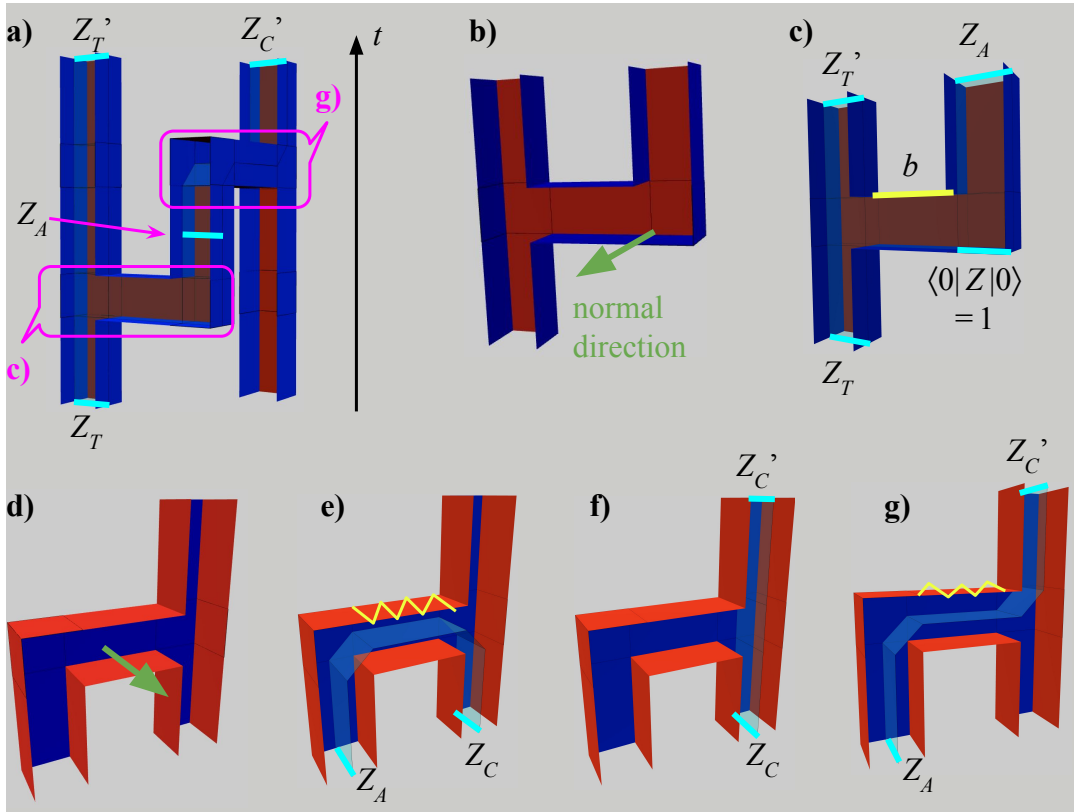 a)
Z_T'
Z_C'
t
g)
Z_A
c)
Z_T
b)
normal
direction
c)
Z_T'
Z_A
b
⟨0|Z|0⟩
=1
Z_T
d)
e)
Z_A
Z_C
f)
Z_C'
Z_C
g)
Z_C'
Z_A